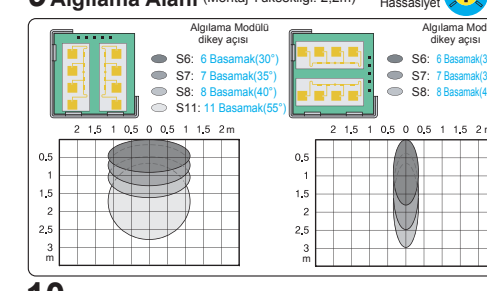 Algılama Alanı (Montaj Yüksekliği: 2,2m)
Hassasiyet
Algılama Modülü
dikey açısı
S6: 6 Basamak(30°)
S7: 7 Basamak(35°)
S8: 8 Basamak(40°)
S11: 11 Basamak(55°)
2 1,5 1 0,5 0 0,5 1 1,5 2 m
0,5
1
1,5
2
2,5
3
m
Algılama Mod
dikey açısı
S6: 6 Basamak(3
S7: 7 Basamak(3
S8: 8 Basamak(4
2 1,5 1 0,5 0 0,5 1 1,5 2
0,5
1
1,5
2
2,5
3
m